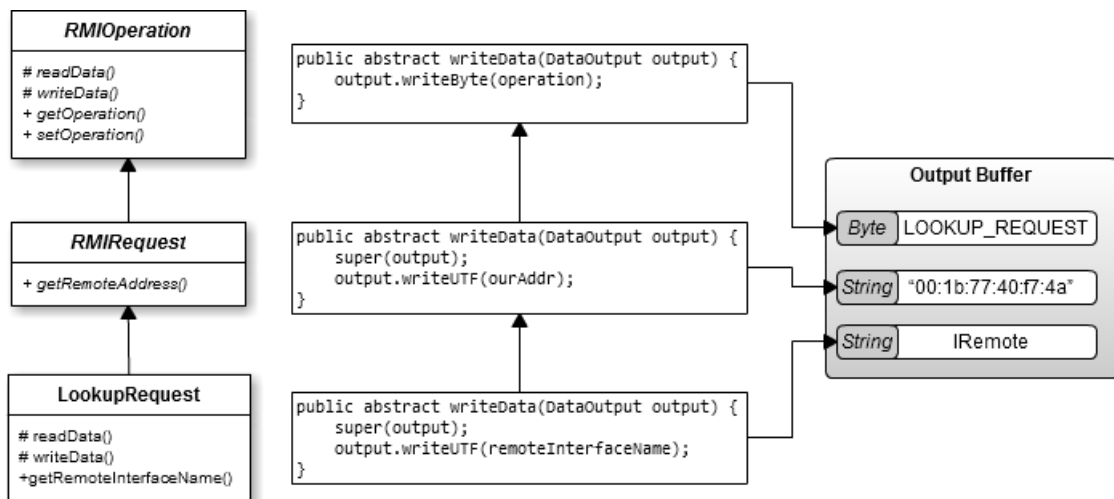 RMIOperation
# readData()
# writeData()
+ getOperation()
+ setOperation()
RMIRequest
+ getRemoteAddress()
LookupRequest
# readData()
# writeData()
+getRemoteInterfaceName()
public abstract writeData(DataOutput output) {
output.writeByte(operation);
}
public abstract writeData(DataOutput output) {
super(output);
output.writeUTF(ourAddr);
}
public abstract writeData(DataOutput output) {
super(output);
output.writeUTF(remoteInterfaceName);
}
Output Buffer
Byte LOOKUP_REQUEST
String “00:1b:77:40:f7:4a”
String IRemote